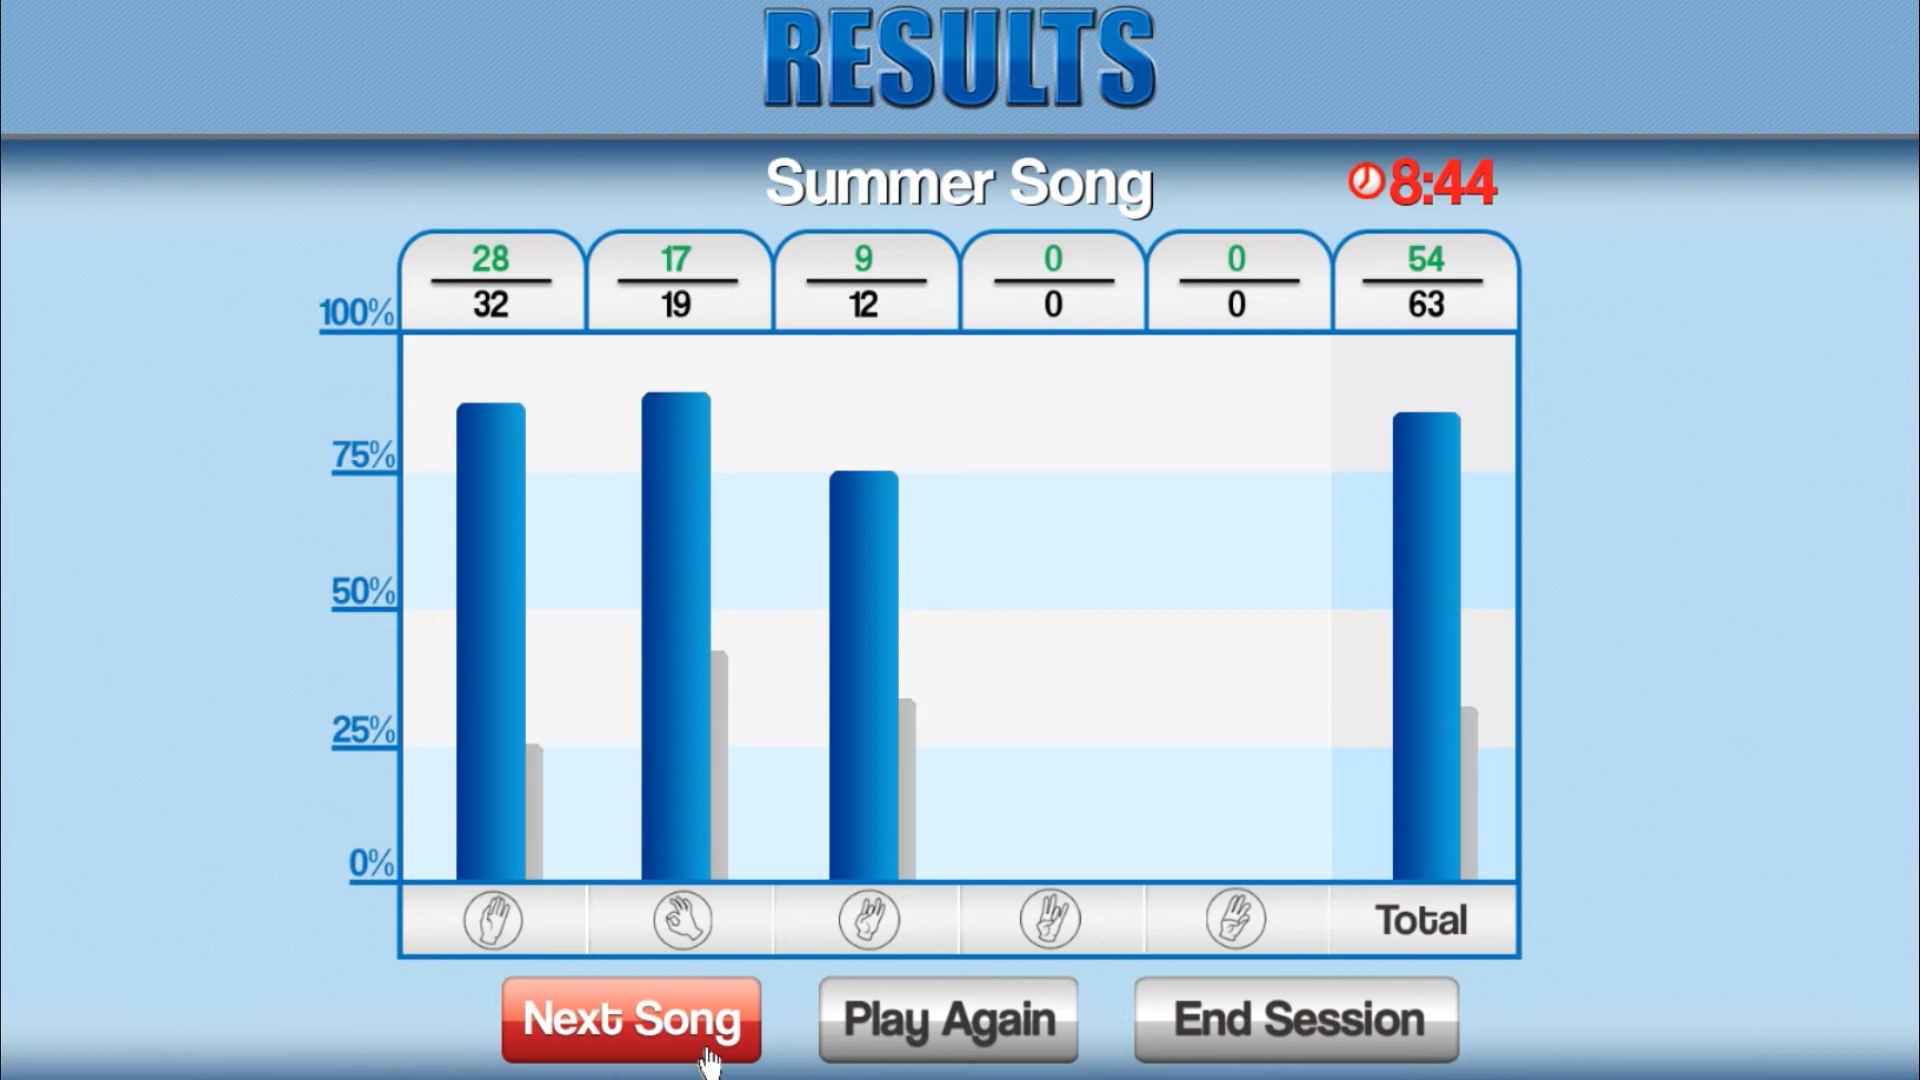 RESULTS
Summer Song 8:44
28 17 9 0 0 54
32 19 12 0 0 63
100%
75%
50%
25%
0%
Total
Next Song Play Again End Session